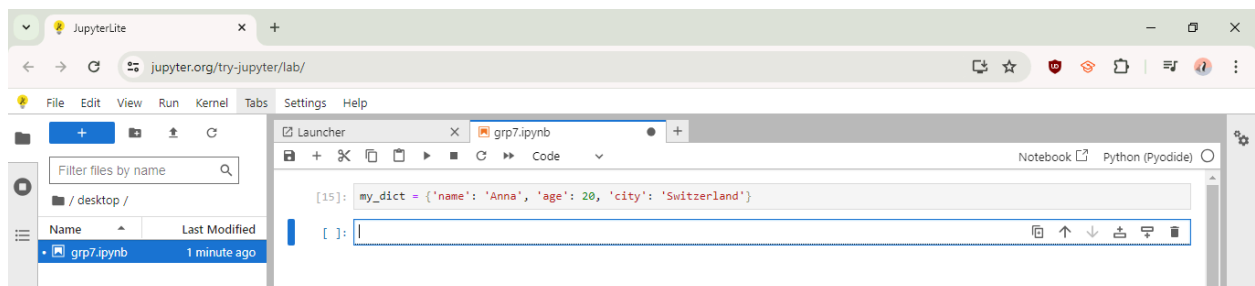 JupyterLite
jupyter.org/try-jupyter/lab/
File Edit View Run Kernel Tabs Settings Help
Launcher grp7.ipynb
Code Notebook Python (Pyodide)
Filter files by name
/ desktop /
Name Last Modified
grp7.ipynb 1 minute ago
[15]: my_dict = {'name': 'Anna', 'age': 20, 'city': 'Switzerland'}
[ ]: